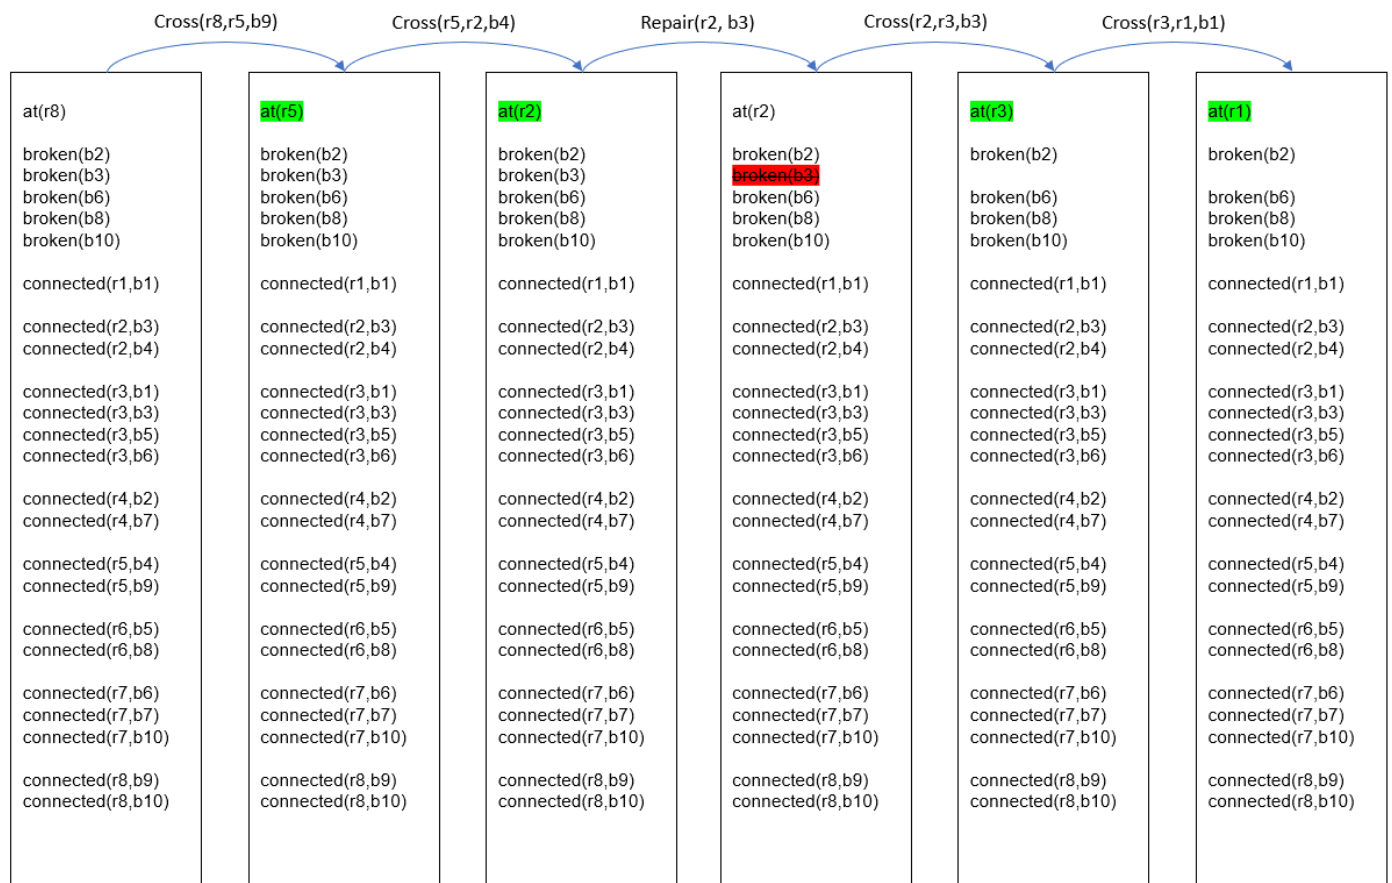 Cross(r8,r5,b9)
Cross(r5,r2,b4)
Repair(r2, b3)
Cross(r2,r3,b3)
Cross(r3,r1,b1)
at(r8)
broken(b2)
broken(b3)
broken(b6)
broken(b8)
broken(b10)
connected(r1,b1)
connected(r2,b3)
connected(r2,b4)
connected(r3,b1)
connected(r3,b3)
connected(r3,b5)
connected(r3,b6)
connected(r4,b2)
connected(r4,b7)
connected(r5,b4)
connected(r5,b9)
connected(r6,b5)
connected(r6,b8)
connected(r7,b6)
connected(r7,b7)
connected(r7,b10)
connected(r8,b9)
connected(r8,b10)
at(r5)
broken(b2)
broken(b3)
broken(b6)
broken(b8)
broken(b10)
connected(r1,b1)
connected(r2,b3)
connected(r2,b4)
connected(r3,b1)
connected(r3,b3)
connected(r3,b5)
connected(r3,b6)
connected(r4,b2)
connected(r4,b7)
connected(r5,b4)
connected(r5,b9)
connected(r6,b5)
connected(r6,b8)
connected(r7,b6)
connected(r7,b7)
connected(r7,b10)
connected(r8,b9)
connected(r8,b10)
at(r2)
broken(b2)
broken(b3)
broken(b6)
broken(b8)
broken(b10)
connected(r1,b1)
connected(r2,b3)
connected(r2,b4)
connected(r3,b1)
connected(r3,b3)
connected(r3,b5)
connected(r3,b6)
connected(r4,b2)
connected(r4,b7)
connected(r5,b4)
connected(r5,b9)
connected(r6,b5)
connected(r6,b8)
connected(r7,b6)
connected(r7,b7)
connected(r7,b10)
connected(r8,b9)
connected(r8,b10)
at(r2)
broken(b2)
broken(b3)
broken(b6)
broken(b8)
broken(b10)
connected(r1,b1)
connected(r2,b3)
connected(r2,b4)
connected(r3,b1)
connected(r3,b3)
connected(r3,b5)
connected(r3,b6)
connected(r4,b2)
connected(r4,b7)
connected(r5,b4)
connected(r5,b9)
connected(r6,b5)
connected(r6,b8)
connected(r7,b6)
connected(r7,b7)
connected(r7,b10)
connected(r8,b9)
connected(r8,b10)
at(r3)
broken(b2)
broken(b6)
broken(b8)
broken(b10)
connected(r1,b1)
connected(r2,b3)
connected(r2,b4)
connected(r3,b1)
connected(r3,b3)
connected(r3,b5)
connected(r3,b6)
connected(r4,b2)
connected(r4,b7)
connected(r5,b4)
connected(r5,b9)
connected(r6,b5)
connected(r6,b8)
connected(r7,b6)
connected(r7,b7)
connected(r7,b10)
connected(r8,b9)
connected(r8,b10)
at(r1)
broken(b2)
broken(b6)
broken(b8)
broken(b10)
connected(r1,b1)
connected(r2,b3)
connected(r2,b4)
connected(r3,b1)
connected(r3,b3)
connected(r3,b5)
connected(r3,b6)
connected(r4,b2)
connected(r4,b7)
connected(r5,b4)
connected(r5,b9)
connected(r6,b5)
connected(r6,b8)
connected(r7,b6)
connected(r7,b7)
connected(r7,b10)
connected(r8,b9)
connected(r8,b10)